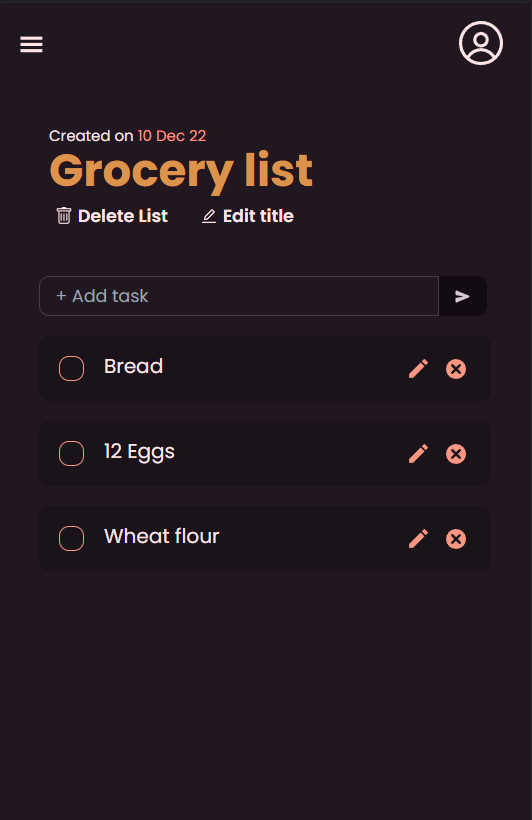 Created on 10 Dec 22
Grocery list
Delete List Edit title
+ Add task
Bread
12 Eggs
Wheat flour